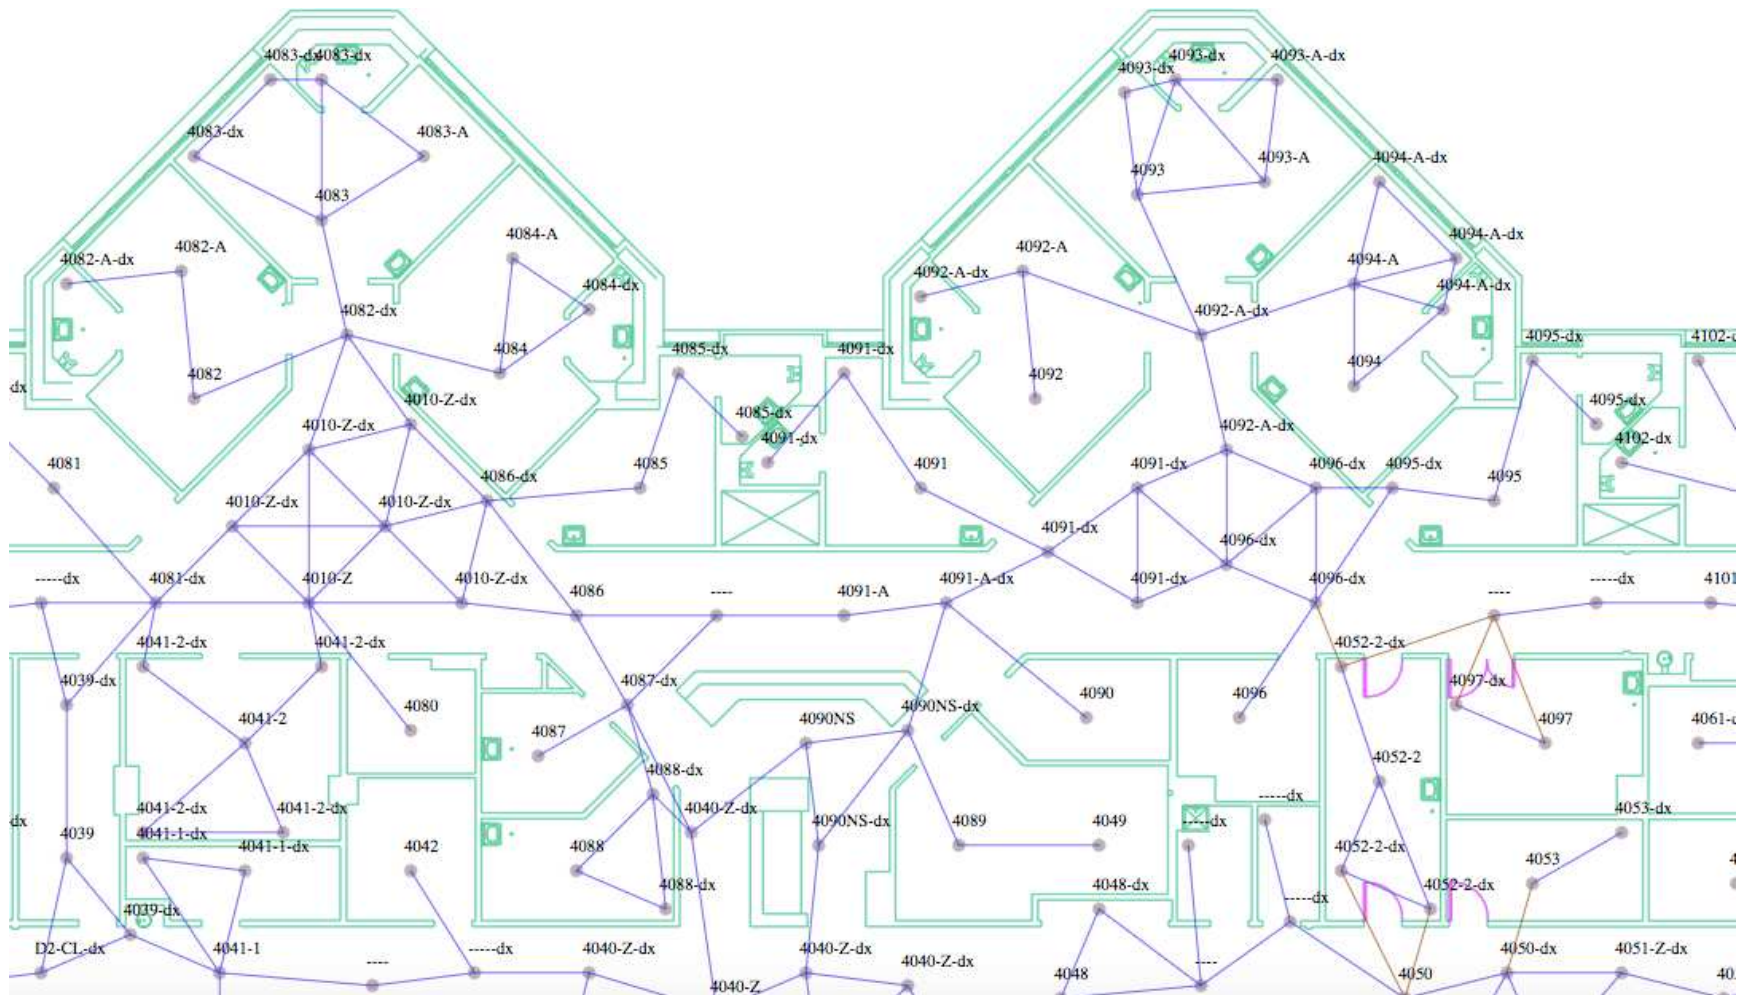 4083-dx 4083-dx 4093-dx 4093-dx 4093-A-dx
4083-dx 4083-A 4093 4093-A 4094-A-dx
4083
4082-A-dx 4082-A 4084-A 4092-A-dx 4092-A 4094-A 4094-A-dx
4084-dx 4094-A-dx
4082-dx 4092-A-dx
4082 4084 4085-dx 4091-dx 4092 4094 4095-dx 4102-
dx 4010-Z-dx 4085-dx 4095-dx
4010-Z-dx 4091-dx 4092-A-dx 4102-dx
4081 4086-dx 4085 4091 4091-dx 4096-dx 4095-dx 4095
4010-Z-dx 4010-Z-dx
4091-dx 4096-dx
-----dx 4081-dx 4010-Z 4010-Z-dx 4086 ---- 4091-A 4091-A-dx 4091-dx 4096-dx ---- -----dx 4101
4041-2-dx 4041-2-dx 4052-2-dx
4039-dx 4087-dx 4097-dx
4041-2 4080 4087 4090NS 4090NS-dx 4090 4096 4097 4061-
4088-dx 4052-2
-----dx
dx 4041-2-dx 4041-2-dx 4040-Z-dx 4090NS-dx -----dx 4053-dx
4039 4041-1-dx 4041-1-dx 4042 4088 4089 4049 4052-2-dx 4053
4088-dx 4048-dx 4052-2-dx
4039-dx -----dx
D2-CL-dx 4041-1 ---- -----dx 4040-Z-dx 4040-Z-dx 4040-Z-dx 4048 ---- 4050 4050-dx 4051-Z-dx
4040-Z